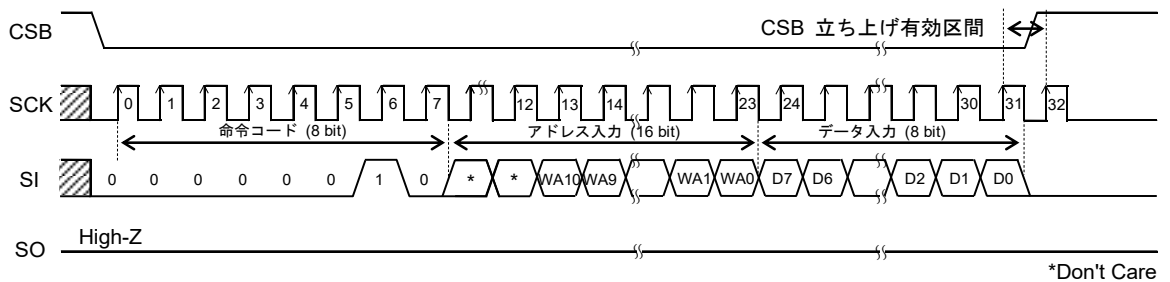 CSB
CSB 立ち上げ有効区間
SCK
0 1 2 3 4 5 6 7 12 13 14 23 24 30 31 32
命令コード (8 bit) アドレス入力 (16 bit) データ入力 (8 bit)
SI
0 0 0 0 0 0 1 0 * * WA10 WA9 WA1 WA0 D7 D6 D2 D1 D0
High-Z
SO
*Don't Care